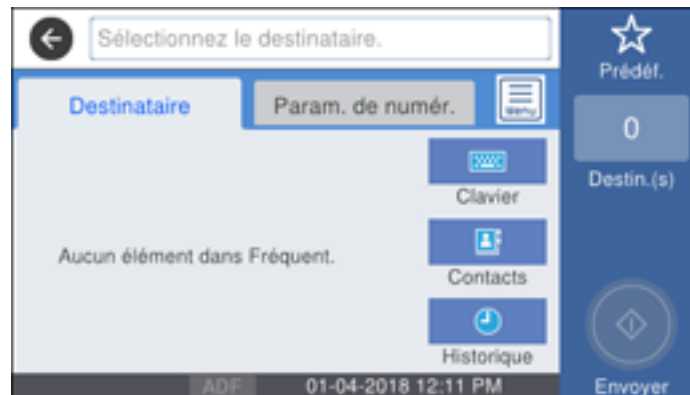 Sélectionnez le destinataire.
Prédéf.
Destinataire
Param. de numér.
Menu
0
Destin.(s)
Clavier
Aucun élément dans Fréquent.
Contacts
Historique
ADF
01-04-2018 12:11 PM
Envoyer